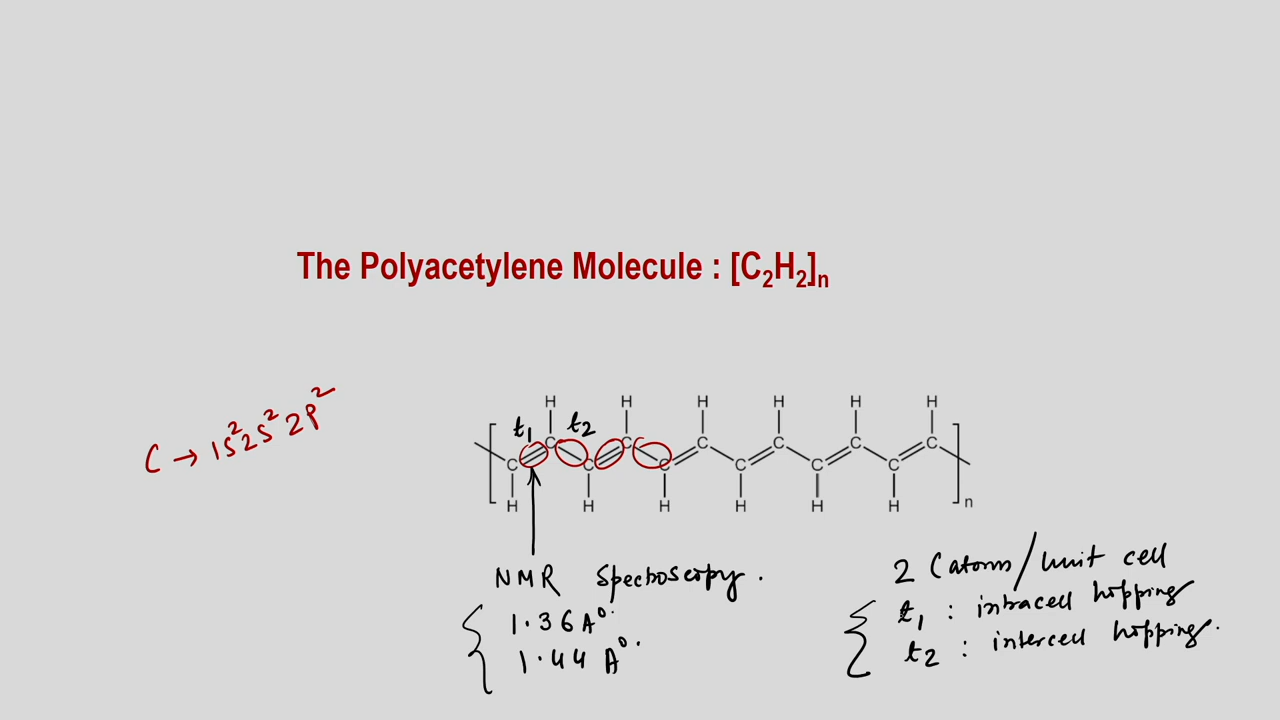 The Polyacetylene Molecule : [C₂H₂]ₙ
C → 1S² 2S² 2P²
t₁ t₂
H H H H H H
C C C C C C
C C C C C C
H H H H H H
n
NMR Spectroscopy.
1.36 A°.
1.44 A°.
2 C atoms/unit cell
t₁ : intracell hopping
t₂ : intercell hopping.